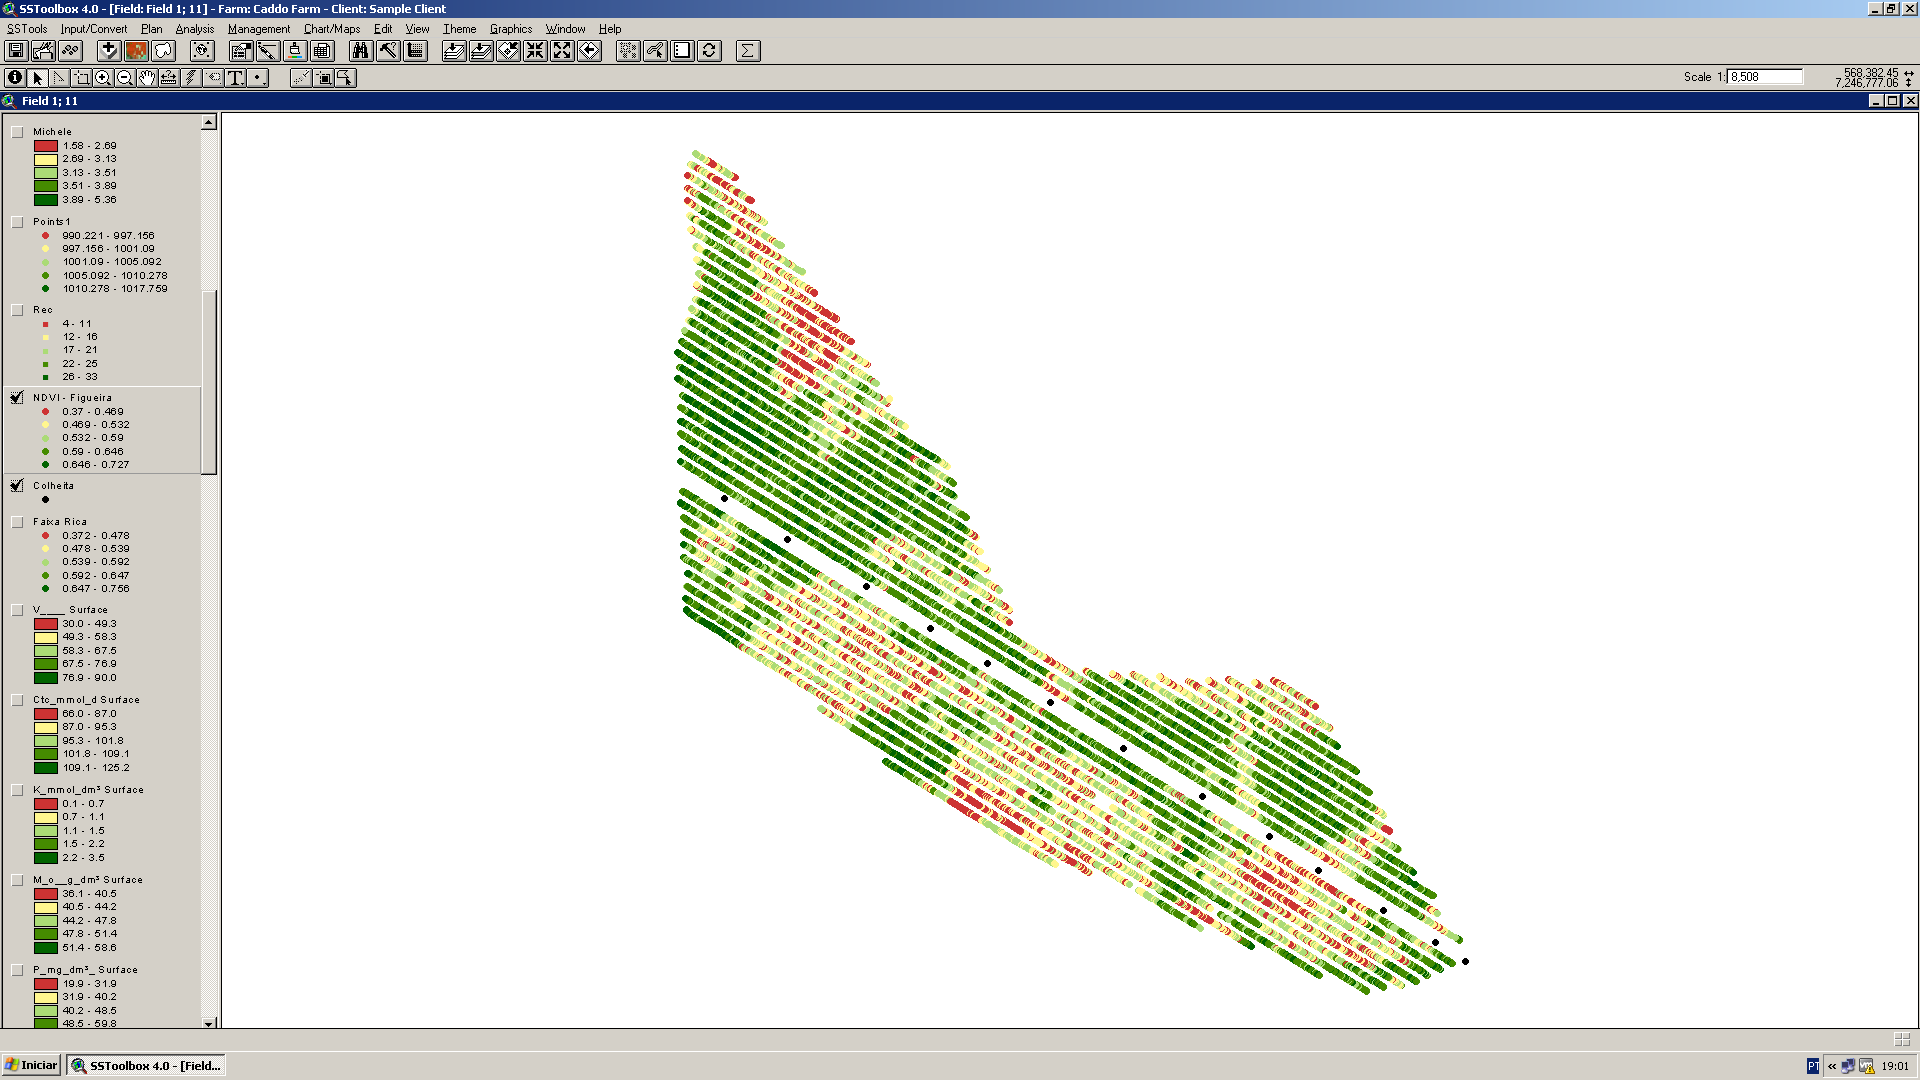 SSToolbox 4.0 - [Field: Field 1; 11] - Farm: Caddo Farm - Client: Sample Client
SSTools Input/Convert Plan Analysis Management Chart/Maps Edit View Theme Graphics Window Help
Scale 1: 8,508
568,382.45
7,246,777.06
Field 1; 11
Michele
1.58 - 2.69
2.69 - 3.13
3.13 - 3.51
3.51 - 3.89
3.89 - 5.36
Points1
990.221 - 997.156
997.156 - 1001.09
1001.09 - 1005.092
1005.092 - 1010.278
1010.278 - 1017.759
Rec
4 - 11
12 - 16
17 - 21
22 - 25
26 - 33
NDVI - Figueira
0.37 - 0.469
0.469 - 0.532
0.532 - 0.59
0.59 - 0.646
0.646 - 0.727
Colheita
Faixa Rica
0.372 - 0.478
0.478 - 0.539
0.539 - 0.592
0.592 - 0.647
0.647 - 0.756
V____ Surface
30.0 - 49.3
49.3 - 58.3
58.3 - 67.5
67.5 - 76.9
76.9 - 90.0
Ctc_mmol_d Surface
66.0 - 87.0
87.0 - 95.3
95.3 - 101.8
101.8 - 109.1
109.1 - 125.2
K_mmol_dm³ Surface
0.1 - 0.7
0.7 - 1.1
1.1 - 1.5
1.5 - 2.2
2.2 - 3.5
M_o__g_dm³ Surface
36.1 - 40.5
40.5 - 44.2
44.2 - 47.8
47.8 - 51.4
51.4 - 58.6
P_mg_dm³_ Surface
19.9 - 31.9
31.9 - 40.2
40.2 - 48.5
48.5 - 59.8
Iniciar
SSToolbox 4.0 - [Field...
PT
19:01